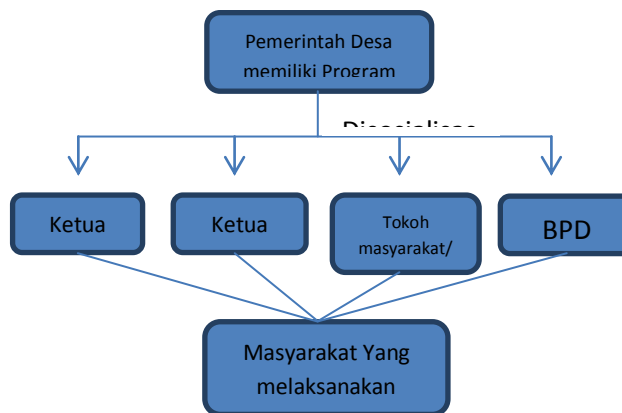 Pemerintah Desa
memiliki Program
Ketua
Ketua
Tokoh
masyarakat/
BPD
Masyarakat Yang
melaksanakan